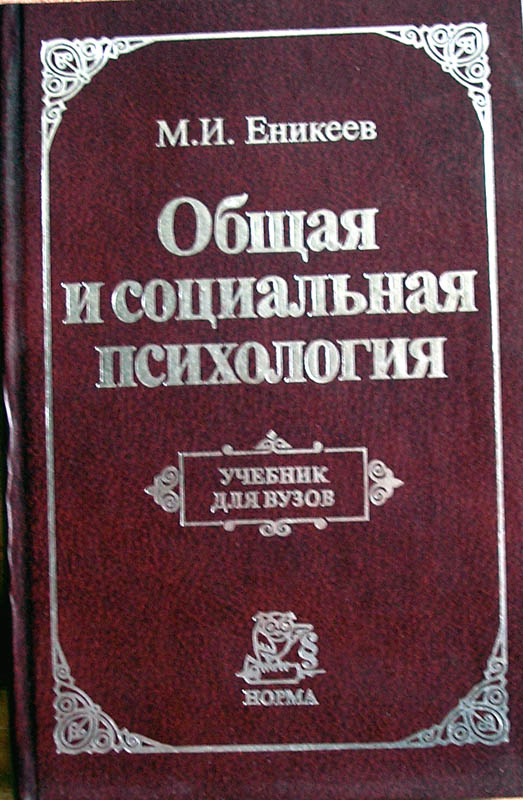 М.И. Еникеев
Общая
и социальная
психология
УЧЕБНИК
ДЛЯ ВУЗОВ
§
НОРМА